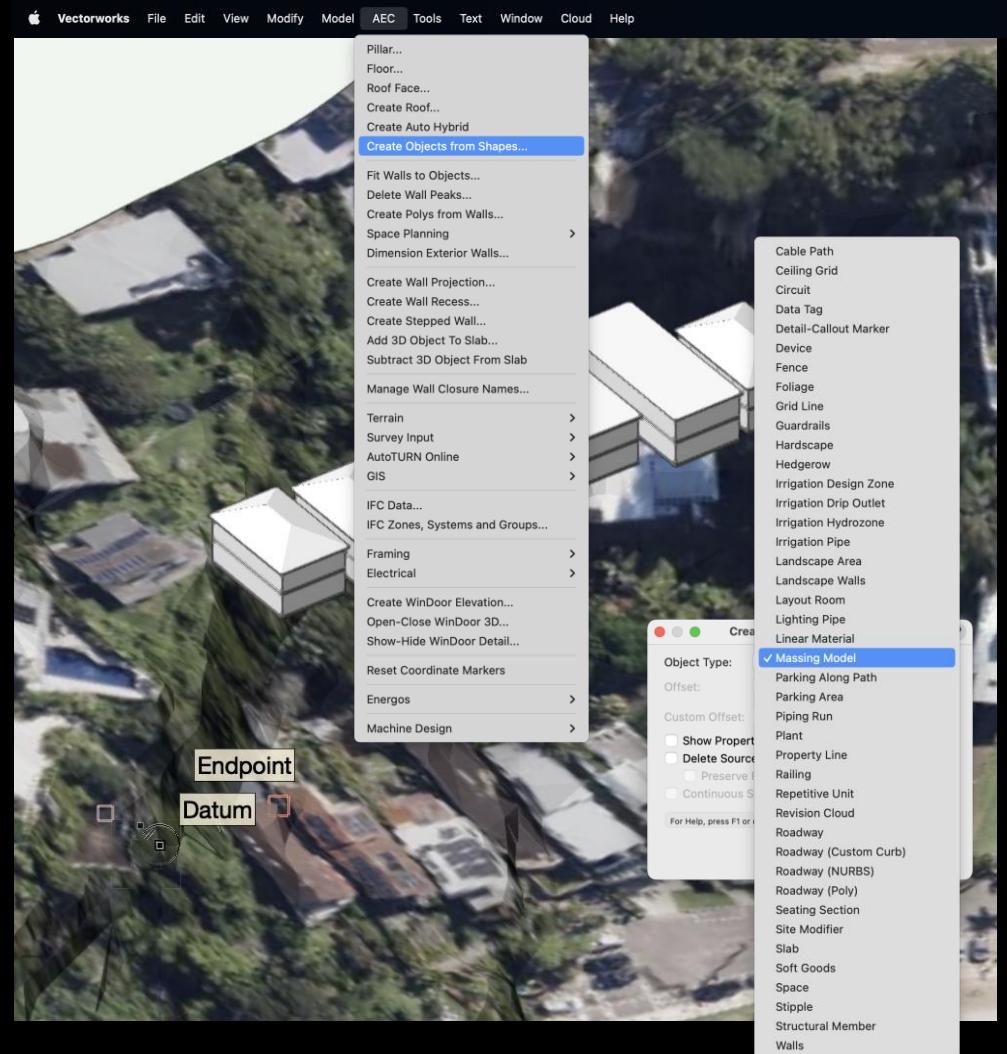 Vectorworks File Edit View Modify Model AEC Tools Text Window Cloud Help
Pillar...
Floor...
Roof Face...
Create Roof...
Create Auto Hybrid
Create Objects from Shapes...
Fit Walls to Objects...
Delete Wall Peaks...
Create Polys from Walls...
Space Planning
Dimension Exterior Walls...
Create Wall Projection...
Create Wall Recess...
Create Stepped Wall...
Add 3D Object To Slab...
Subtract 3D Object From Slab
Manage Wall Closure Names...
Terrain
Survey Input
AutoTURN Online
GIS
IFC Data...
IFC Zones, Systems and Groups...
Framing
Electrical
Create WinDoor Elevation...
Open-Close WinDoor 3D...
Show-Hide WinDoor Detail...
Reset Coordinate Markers
Energos
Machine Design
Endpoint
Datum
Crea
Object Type:
Offset:
Custom Offset:
Show Propert
Delete Source
Preserve
Continuous S
For Help, press F1 or
Cable Path
Ceiling Grid
Circuit
Data Tag
Detail-Callout Marker
Device
Fence
Foliage
Grid Line
Guardrails
Hardscape
Hedgerow
Irrigation Design Zone
Irrigation Drip Outlet
Irrigation Hydrozone
Irrigation Pipe
Landscape Area
Landscape Walls
Layout Room
Lighting Pipe
Linear Material
Massing Model
Parking Along Path
Parking Area
Piping Run
Plant
Property Line
Railing
Repetitive Unit
Revision Cloud
Roadway
Roadway (Custom Curb)
Roadway (NURBS)
Roadway (Poly)
Seating Section
Site Modifier
Slab
Soft Goods
Space
Stipple
Structural Member
Walls